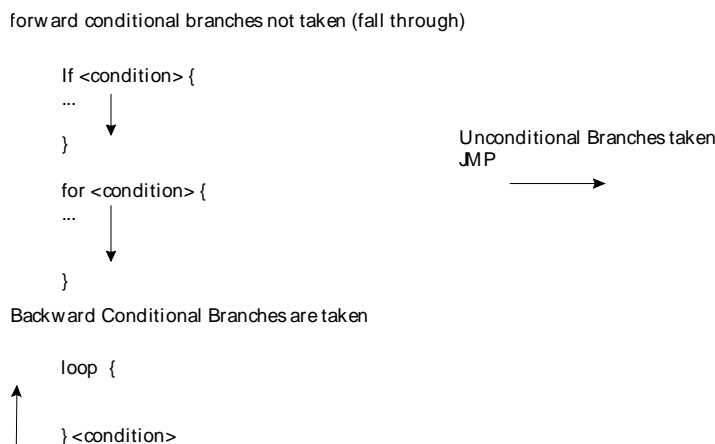 forward conditional branches not taken (fall through)
If <condition> {
...
}
for <condition> {
...
}
Unconditional Branches taken
JMP
Backward Conditional Branches are taken
loop {
} <condition>